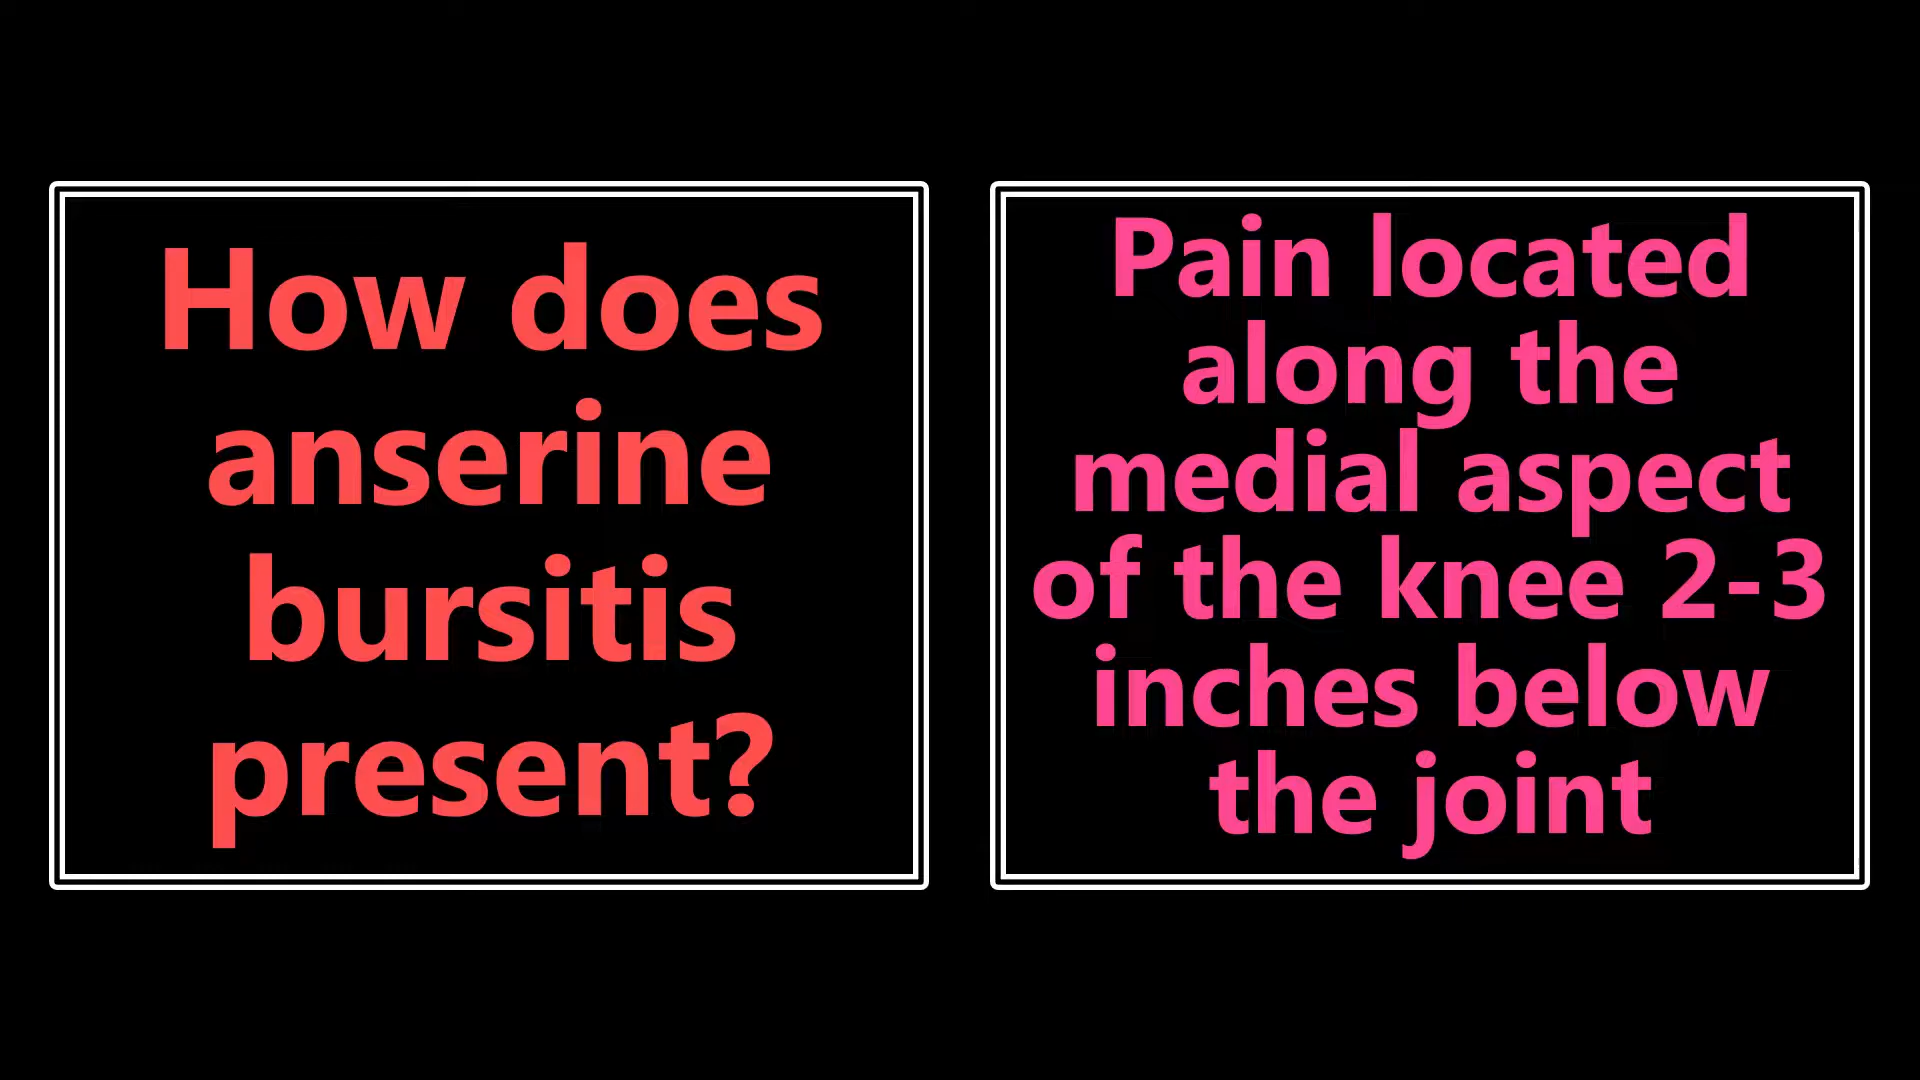 How does
anserine
bursitis
present?
Pain located
along the
medial aspect
of the knee 2-3
inches below
the joint